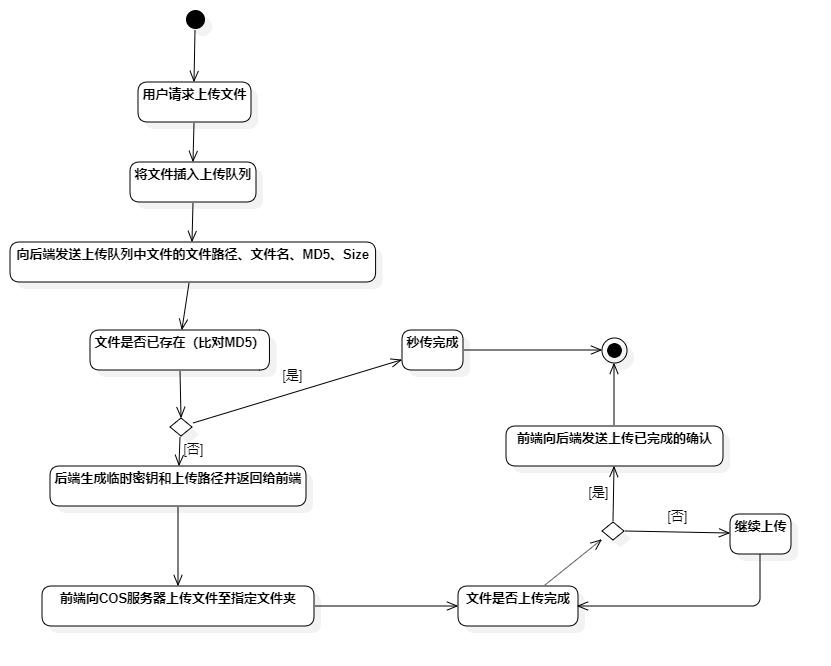 用户请求上传文件
将文件插入上传队列
向后端发送上传队列中文件的文件路径、文件名、MD5、Size
文件是否已存在（比对MD5）
[是]
秒传完成
[否]
后端生成临时密钥和上传路径并返回给前端
前端向COS服务器上传文件至指定文件夹
文件是否上传完成
[否]
继续上传
[是]
前端向后端发送上传已完成的确认